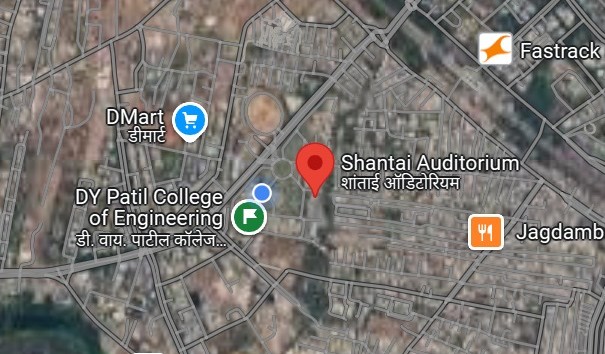 Fastrack
DMart
डीमार्ट
Shantai Auditorium
शांताई ऑडिटोरियम
DY Patil College
of Engineering
डी. वाय. पाटील कॉलेज...
Jagdamb